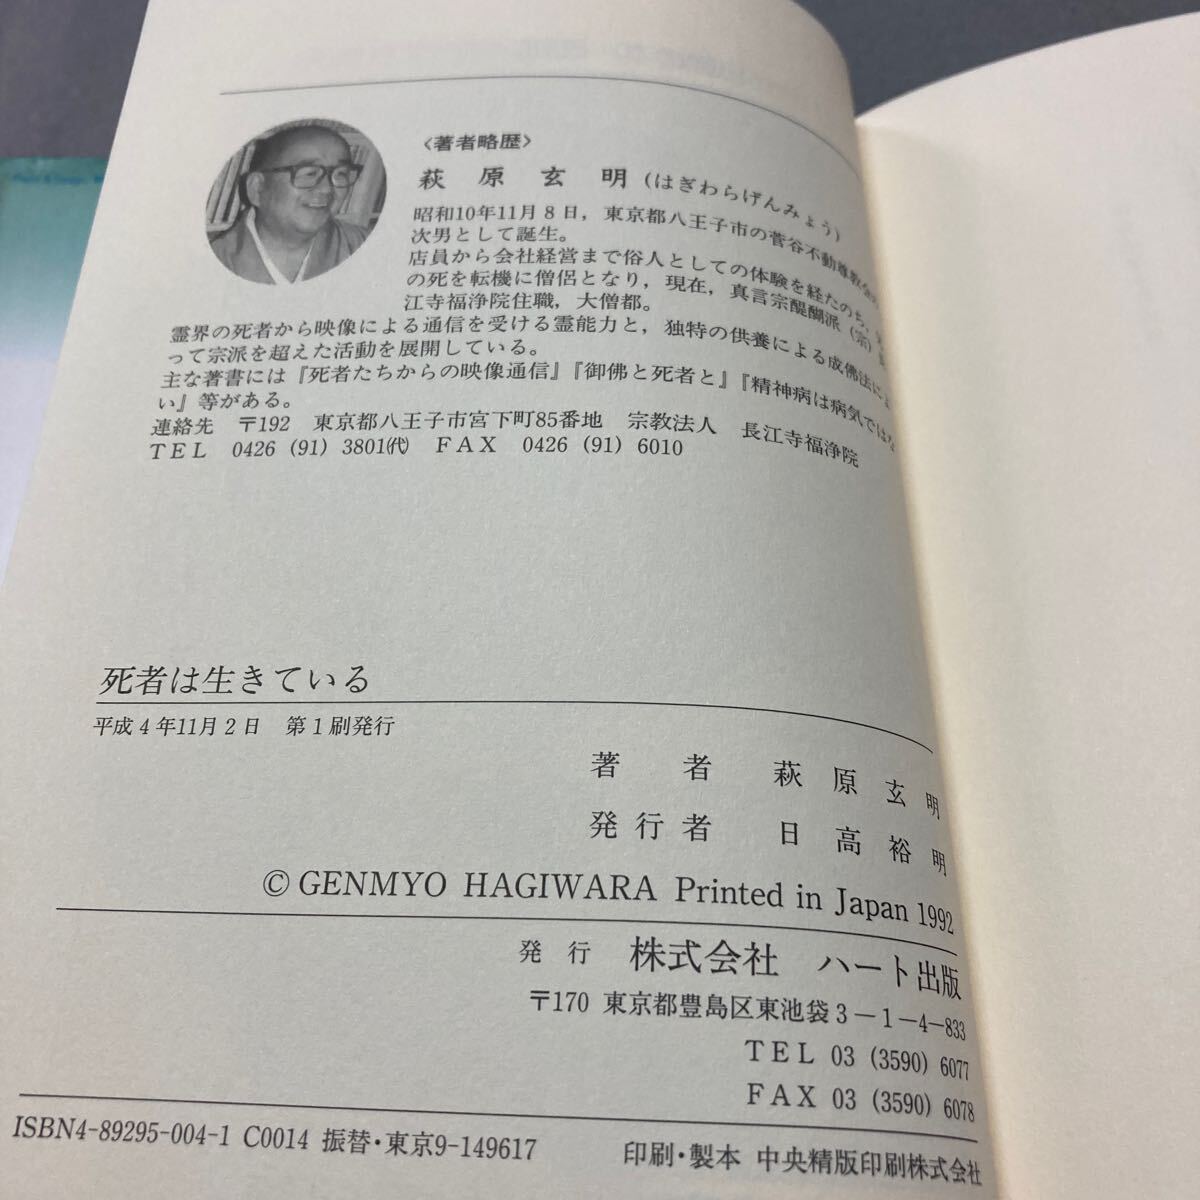 〈著者略歴〉
萩原玄明(はぎわらげんみょう)
昭和10年11月8日,東京都八王子市の菅谷不動尊教会の
次男として誕生。
店員から会社経営まで俗人としての体験を経たのち,
の死を転機に僧侶となり,現在,真言宗醍醐派(宗)
江寺福浄院住職,大僧都。
霊界の死者から映像による通信を受ける霊能力と,独特の供養による成佛法によ
って宗派を超えた活動を展開している。
主な著書には『死者たちからの映像通信』『御佛と死者と』『精神病は病気ではな
い』等がある。
連絡先 〒192 東京都八王子市宮下町85番地 宗教法人 長江寺福浄院
TEL 0426 (91) 3801㈹ FAX 0426 (91) 6010
死者は生きている
平成4年11月2日 第1刷発行
著者 萩原玄明
発行者 日高裕明
© GENMYO HAGIWARA Printed in Japan 1992
発行 株式会社 ハート出版
〒170 東京都豊島区東池袋3-1-4-833
TEL 03 (3590) 6077
FAX 03 (3590) 6078
ISBN4-89295-004-1 C0014 振替・東京9-149617 印刷・製本 中央精版印刷株式会社